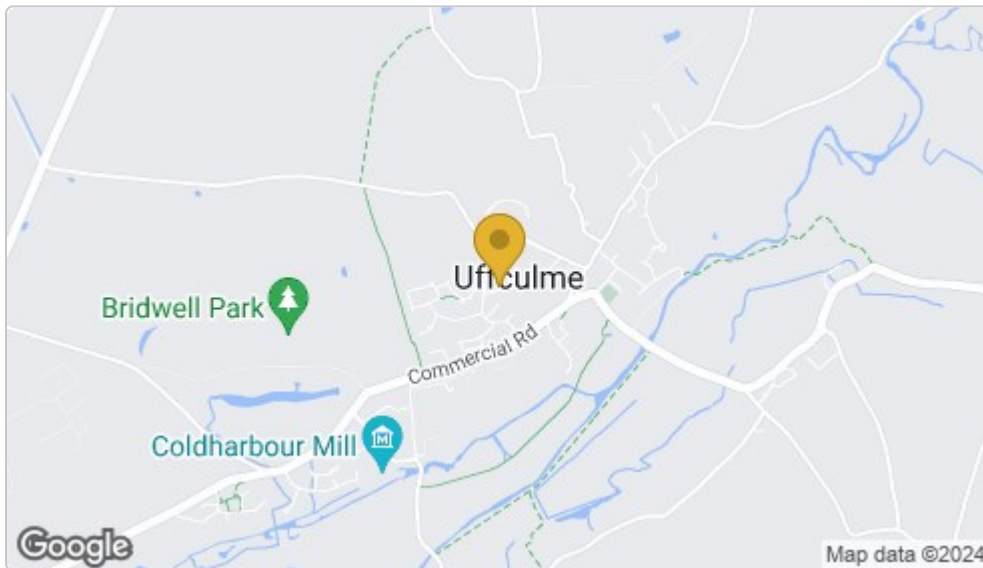 Uffculme
Bridwell Park
Commercial Rd
Coldharbour Mill
M
Google
Map data ©2024